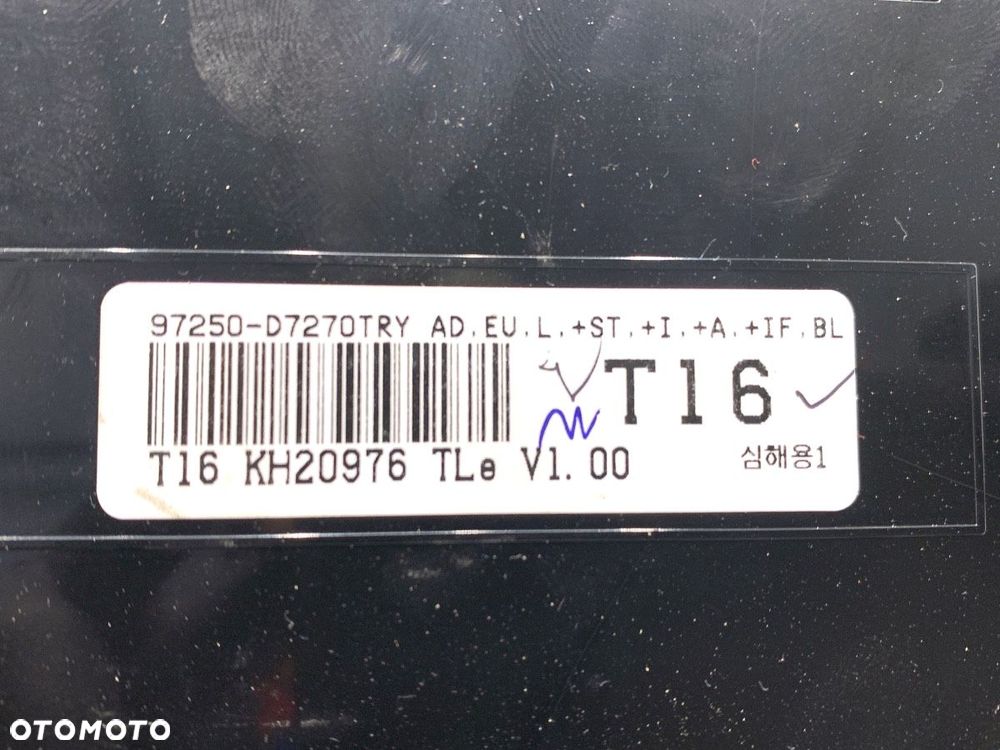 97250-D7270TRY AD.EU.L.+ST.+I.+A.+IF.BL
T16
T16 KH20976 TLe V1.00
심해용1
OTOMOTO